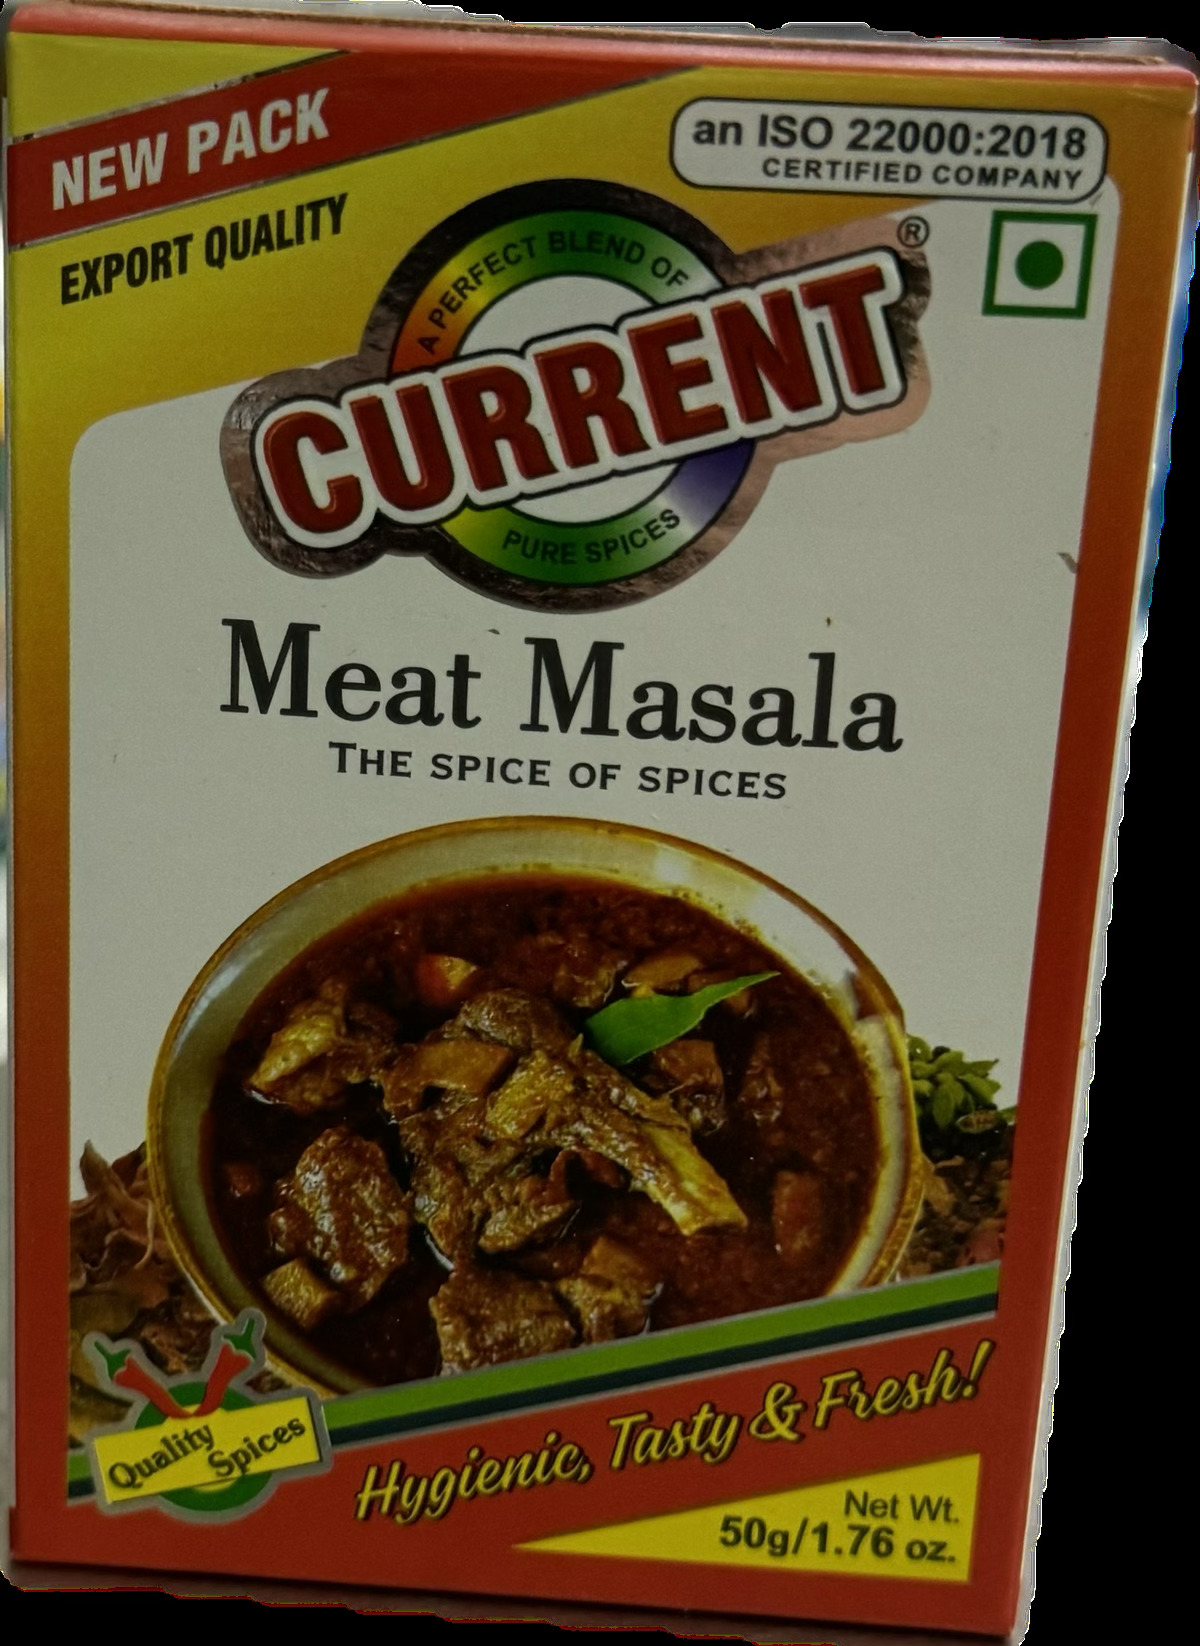 NEW PACK
an ISO 22000:2018
CERTIFIED COMPANY
EXPORT QUALITY
A PERFECT BLEND OF
CURRENT®
PURE SPICES
Meat Masala
THE SPICE OF SPICES
Quality
Spices
Hygienic, Tasty & Fresh!
Net Wt.
50g/1.76 oz.